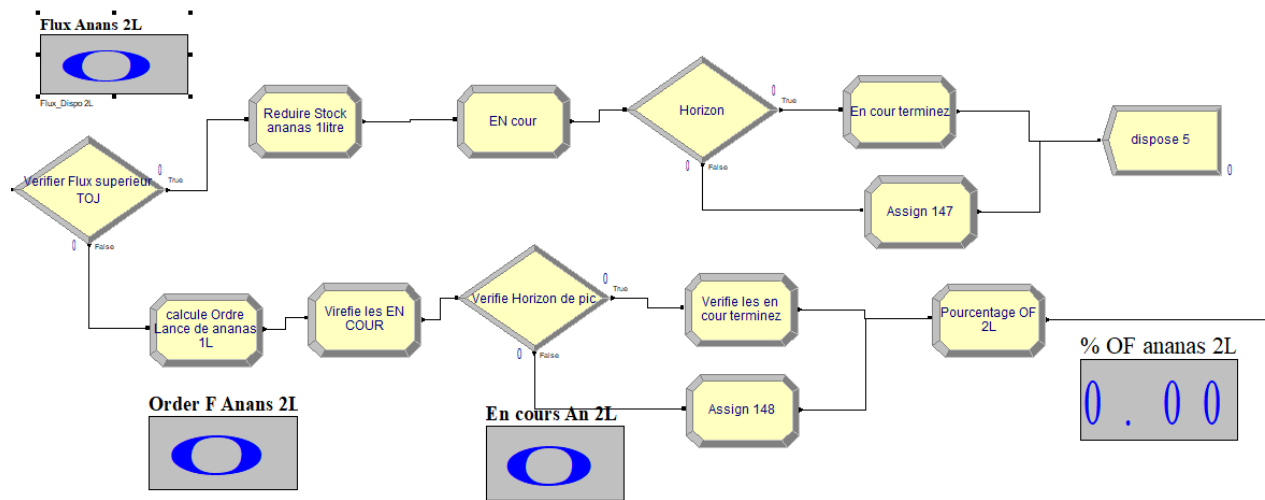 Flux Anans 2L
0
Flux_Dispo 2L
Verifier Flux superieur
TOJ
0
True
0
False
Reduire Stock
ananas 1litre
EN cour
Horizon
0
True
0
False
En cour terminez
Assign 147
dispose 5
0
calcule Ordre
Lance de ananas
1L
Virefie les EN
COUR
Verifie Horizon de pic
0
True
0
False
Verifie les en
cour terminez
Assign 148
Pourcentage OF
2L
% OF ananas 2L
0.00
Order F Anans 2L
0
En cours An 2L
0